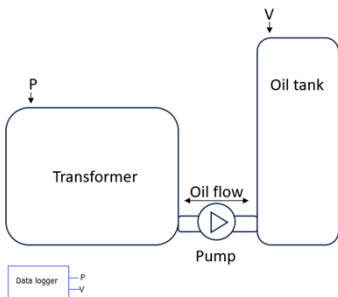 V
P
Oil tank
Transformer
Oil flow
Pump
Data logger
P
V